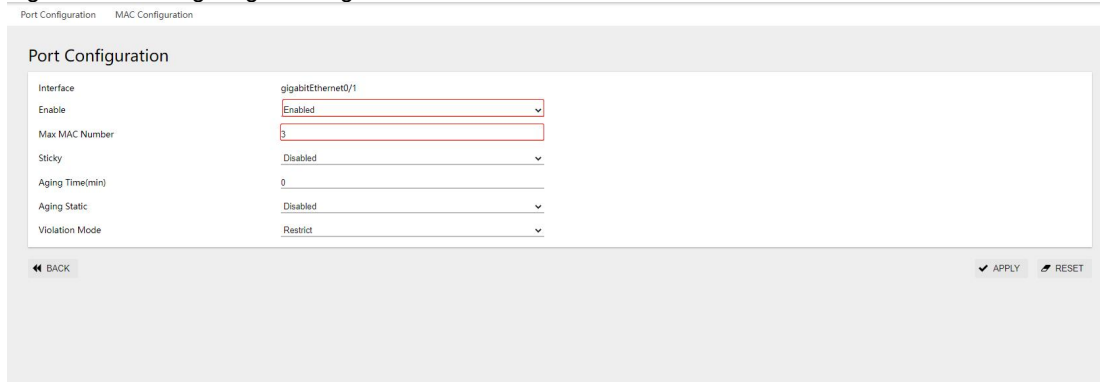 Port Configuration MAC Configuration
Port Configuration
Interface gigabitEthernet0/1
Enable Enabled
Max MAC Number 3
Sticky Disabled
Aging Time(min) 0
Aging Static Disabled
Violation Mode Restrict
BACK APPLY RESET